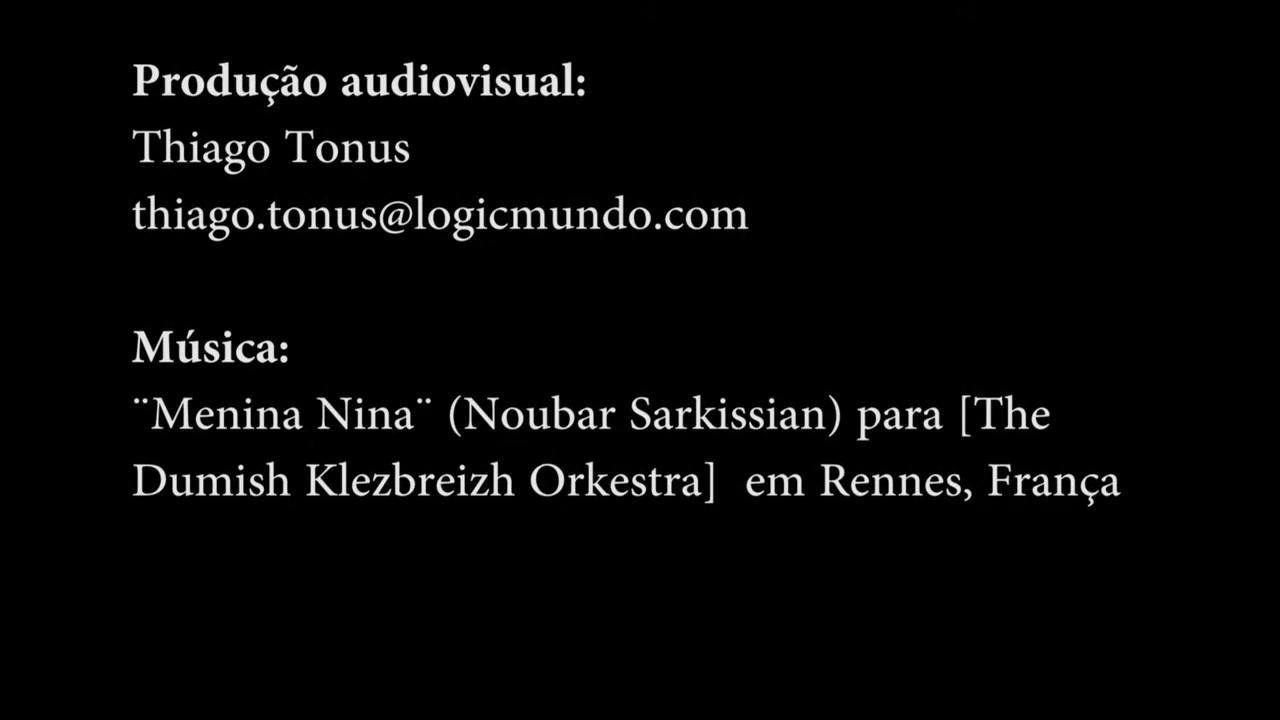 Produção audiovisual:
Thiago Tonus
thiago.tonus@logicmundo.com
Música:
¨Menina Nina¨ (Noubar Sarkissian) para [The
Dumish Klezbreizh Orkestra]  em Rennes, França